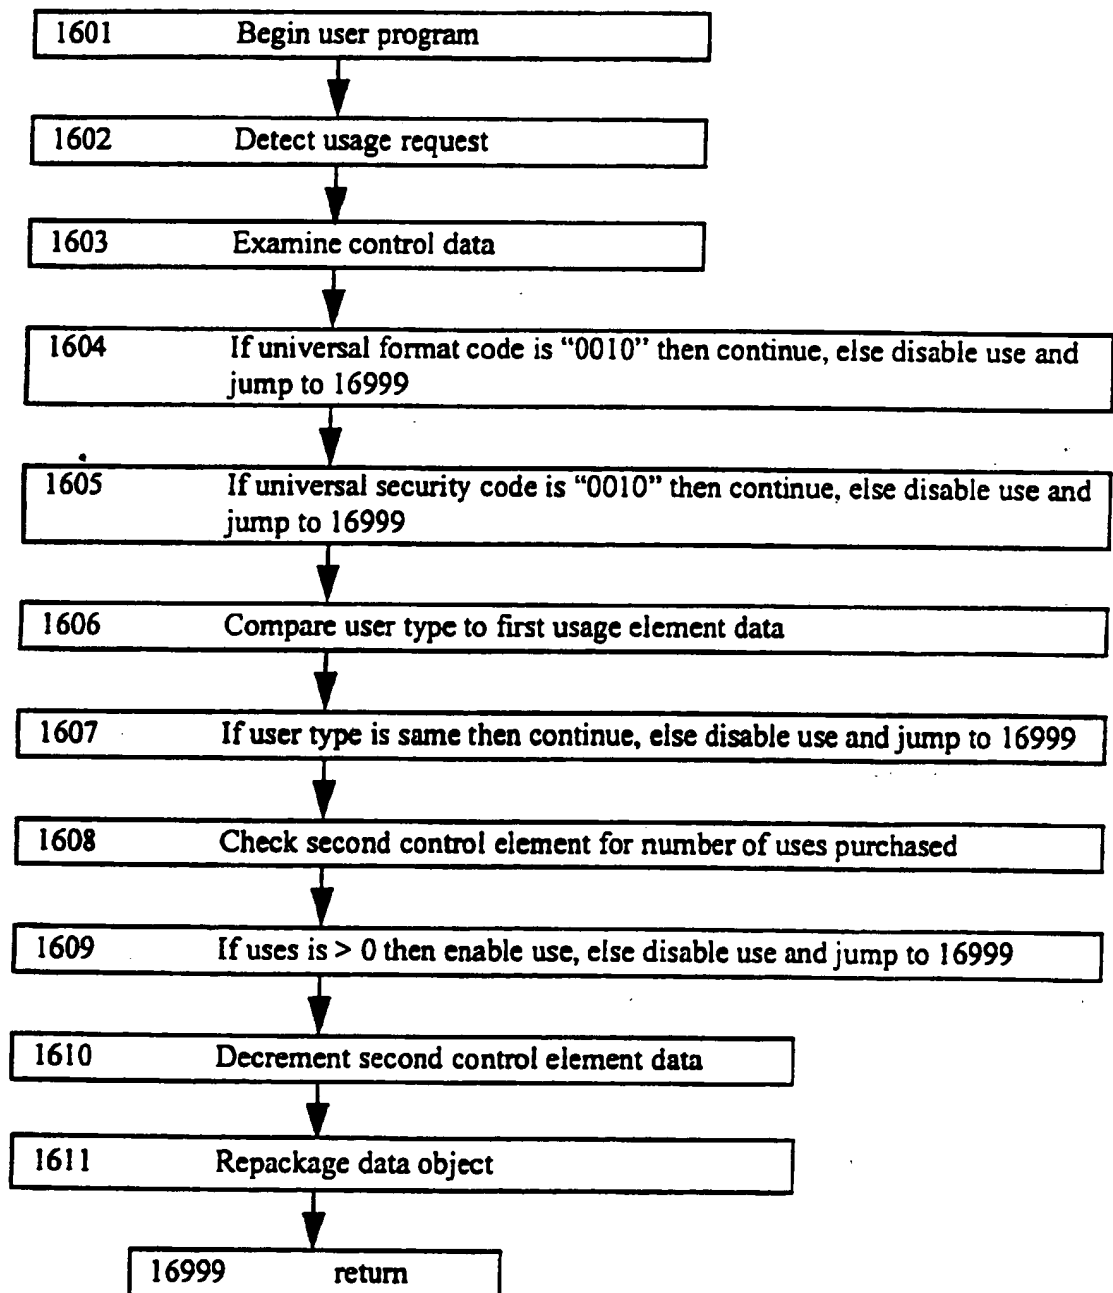 1601 Begin user program
1602 Detect usage request
1603 Examine control data
1604 If universal format code is “0010” then continue, else disable use and
jump to 16999
1605 If universal security code is “0010” then continue, else disable use and
jump to 16999
1606 Compare user type to first usage element data
1607 If user type is same then continue, else disable use and jump to 16999
1608 Check second control element for number of uses purchased
1609 If uses is > 0 then enable use, else disable use and jump to 16999
1610 Decrement second control element data
1611 Repackage data object
16999 return